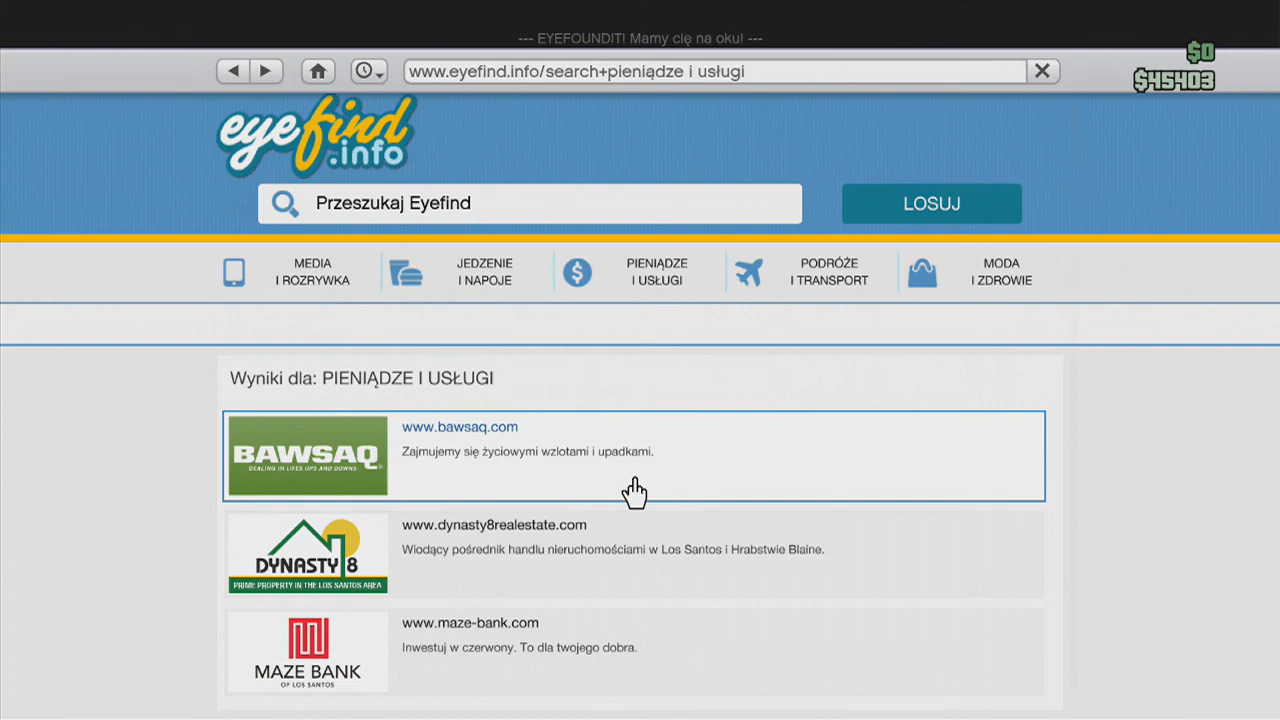 --- EYEFOUNDIT! Mamy cię na oku! ---
$0
www.eyefind.info/search+pieniądze i usługi
$45403
eyefind
.info
Przeszukaj Eyefind
LOSUJ
MEDIA
I ROZRYWKA
JEDZENIE
I NAPOJE
PIENIĄDZE
I USŁUGI
PODRÓŻE
I TRANSPORT
MODA
I ZDROWIE
Wyniki dla: PIENIĄDZE I USŁUGI
BAWSAQ
DEALING IN LIFES UPS AND DOWNS
www.bawsaq.com
Zajmujemy się życiowymi wzlotami i upadkami.
DYNASTY 8
PRIME PROPERTY IN THE LOS SANTOS AREA
www.dynasty8realestate.com
Wiodący pośrednik handlu nieruchomościami w Los Santos i Hrabstwie Blaine.
MAZE BANK
OF LOS SANTOS
www.maze-bank.com
Inwestuj w czerwony. To dla twojego dobra.